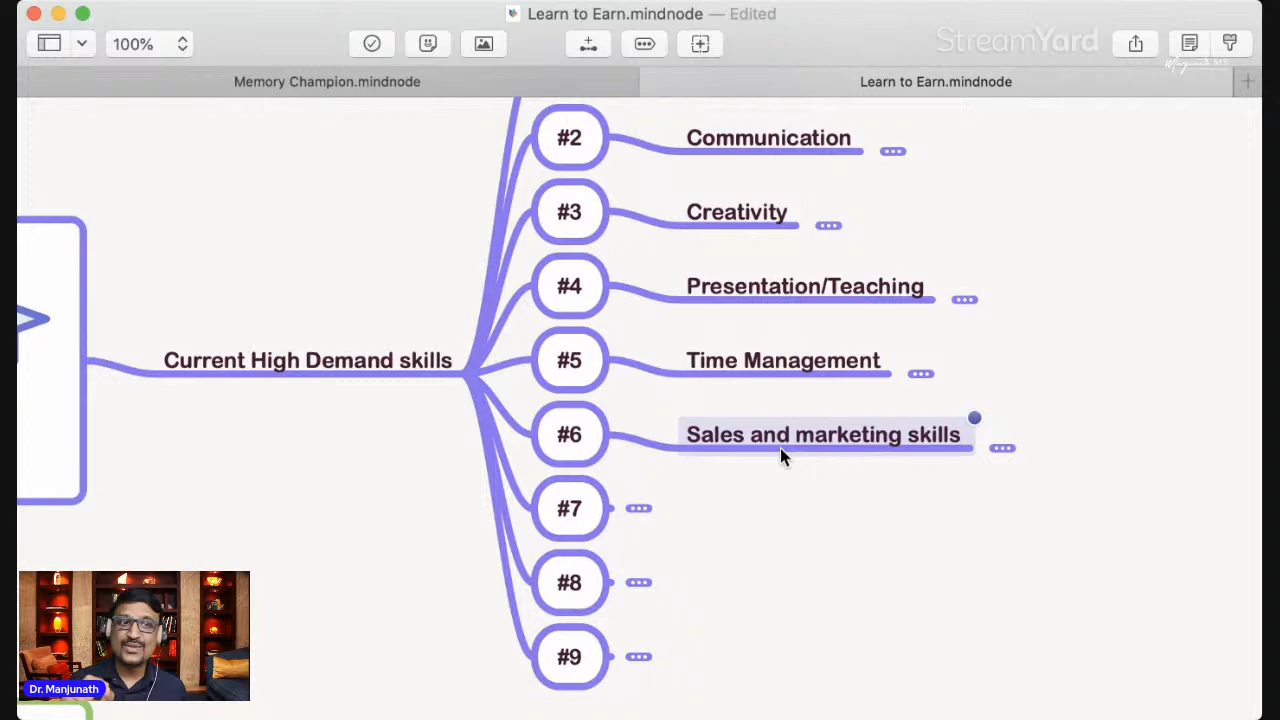 Learn to Earn.mindnode — Edited
100%
StreamYard
Manjunath.M.S
Memory Champion.mindnode
Learn to Earn.mindnode
#2 Communication
#3 Creativity
#4 Presentation/Teaching
Current High Demand skills
#5 Time Management
#6 Sales and marketing skills
#7
#8
#9
Dr. Manjunath